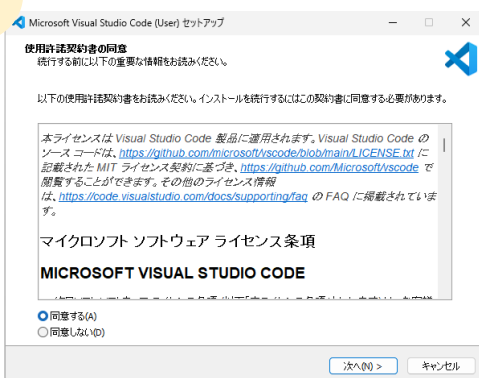 Microsoft Visual Studio Code (User) セットアップ
使用許諾契約書の同意
続行する前に以下の重要な情報をお読みください。
以下の使用許諾契約書をお読みください。インストールを続行するにはこの契約書に同意する必要があります。
本ライセンスは Visual Studio Code 製品に適用されます。Visual Studio Code の
ソース コードは、https://github.com/microsoft/vscode/blob/main/LICENSE.txt に
記載された MIT ライセンス契約に基づき、https://github.com/Microsoft/vscode で
閲覧することができます。その他のライセンス情報
は、https://code.visualstudio.com/docs/supporting/faq の FAQ に掲載されていま
す。
マイクロソフト ソフトウェア ライセンス条項
MICROSOFT VISUAL STUDIO CODE
同意する(A)
同意しない(D)
次へ(N) >
キャンセル